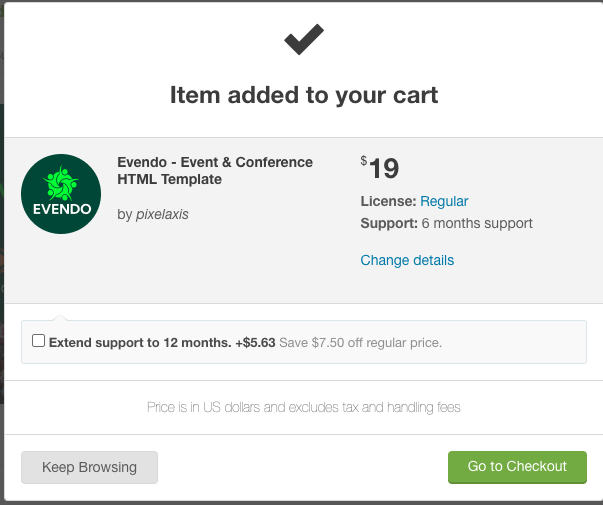 Item added to your cart
EVENDO
Evendo - Event & Conference
HTML Template
by pixelaxis
$19
License: Regular
Support: 6 months support
Change details
Extend support to 12 months. +$5.63 Save $7.50 off regular price.
Price is in US dollars and excludes tax and handling fees
Keep Browsing
Go to Checkout